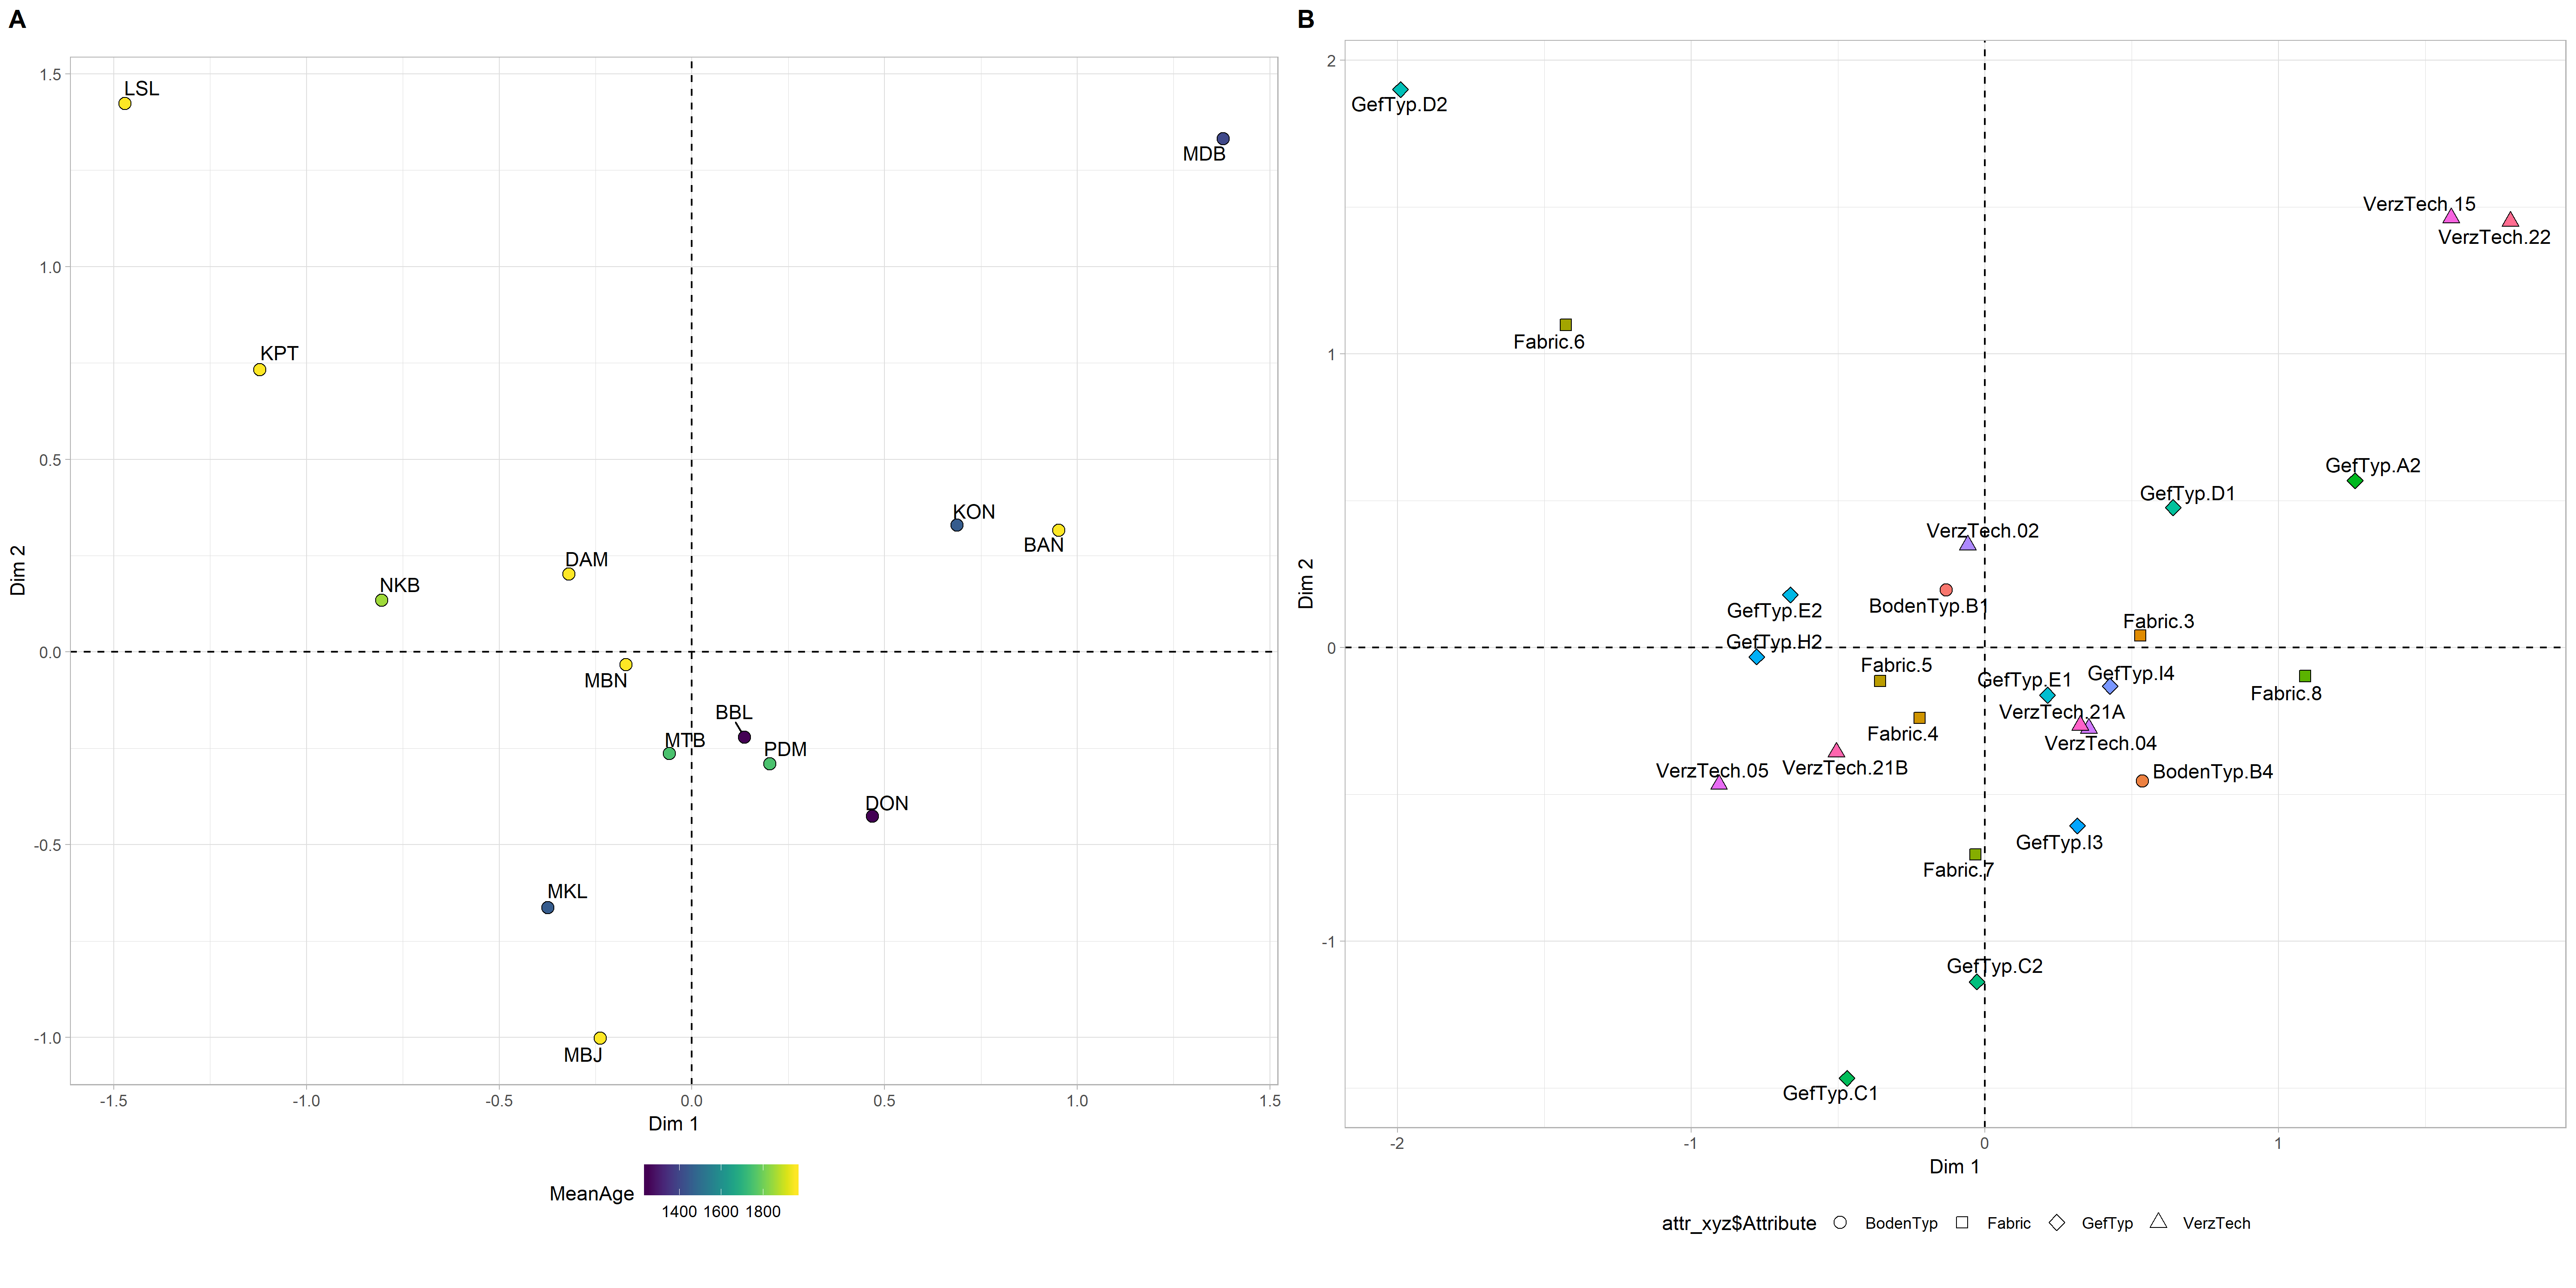 A
B
1.5
1.0
0.5
0.0
-0.5
-1.0
Dim 2
LSL
MDB
KPT
KON
BAN
DAM
NKB
MBN
BBL
MTB
PDM
DON
MKL
MBJ
-1.5 -1.0 -0.5 0.0 0.5 1.0 1.5
Dim 1
MeanAge
1400 1600 1800
2
1
0
-1
Dim 2
GefTyp.D2
VerzTech.15
VerzTech.22
Fabric.6
GefTyp.A2
GefTyp.D1
VerzTech.02
BodenTyp.B1
GefTyp.E2
Fabric.3
GefTyp.H2
Fabric.5
GefTyp.I4
GefTyp.E1
Fabric.8
VerzTech.21A
Fabric.4
VerzTech.04
VerzTech.05
VerzTech.21B
BodenTyp.B4
GefTyp.I3
Fabric.7
GefTyp.C2
GefTyp.C1
-2 -1 0 1
Dim 1
attr_xyz$Attribute BodenTyp Fabric GefTyp VerzTech